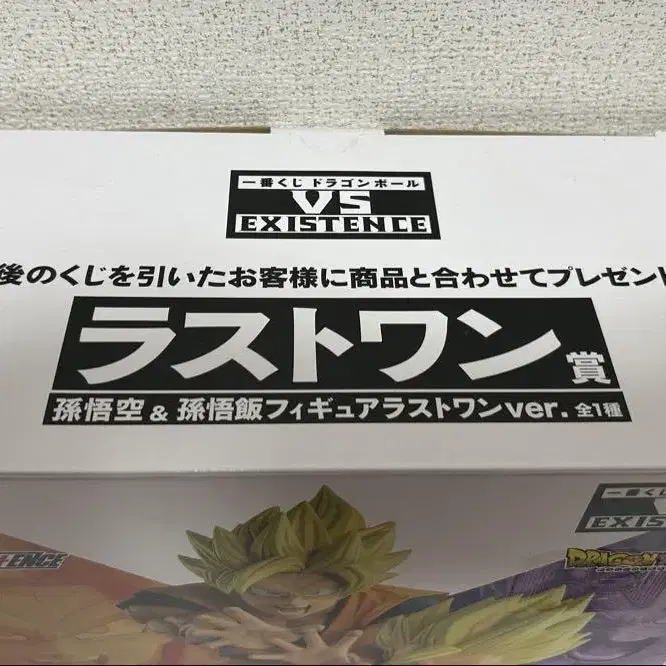 一番くじ ドラゴンボール
VS
EXISTENCE
後のくじを引いたお客様に商品と合わせてプレゼント
ラストワン賞
孫悟空 & 孫悟飯フィギュアラストワンver. 全1種
一番くじ
EXIS
TENCE
DRAGON